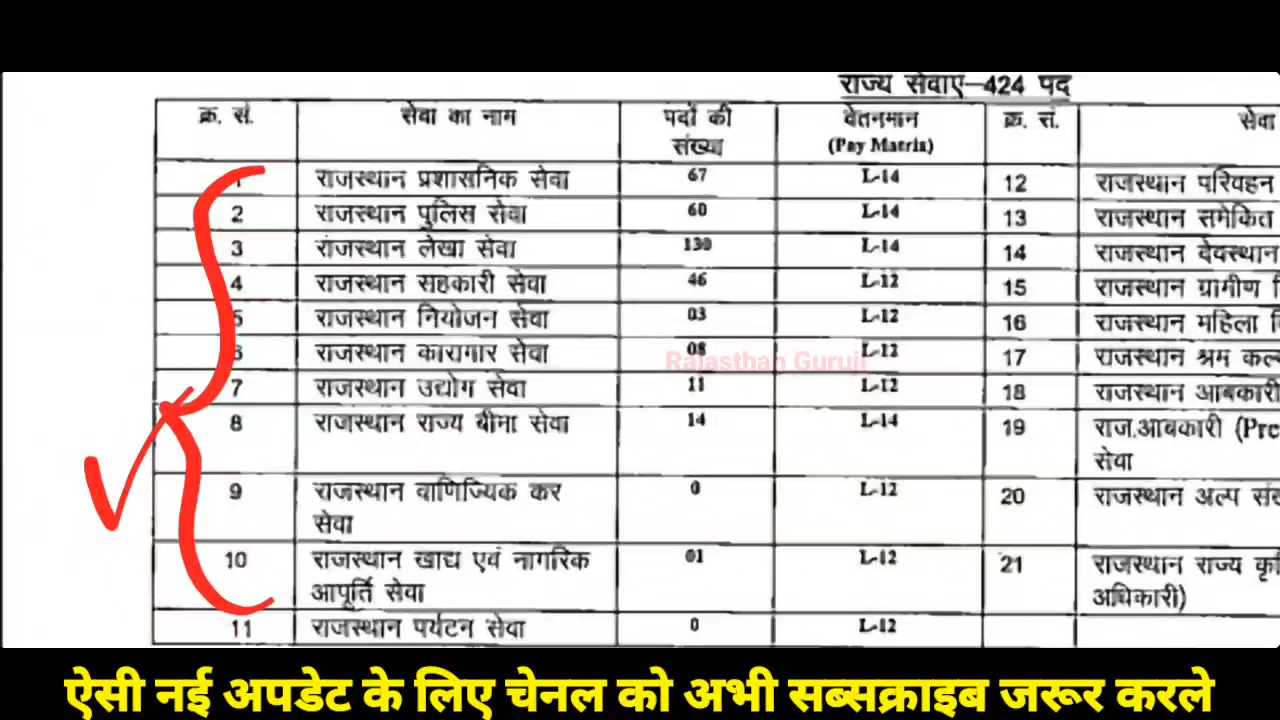 राज्य सेवाए–424 पद
क्र. सं. सेवा का नाम पदों की संख्या वेतनमान (Pay Matrix) क्र. सं. सेवा
1 राजस्थान प्रशासनिक सेवा 67 L-14 12 राजस्थान परिवहन
2 राजस्थान पुलिस सेवा 60 L-14 13 राजस्थान समेकित
3 राजस्थान लेखा सेवा 130 L-14 14 राजस्थान देवस्थान
4 राजस्थान सहकारी सेवा 46 L-12 15 राजस्थान ग्रामीण
5 राजस्थान नियोजन सेवा 03 L-12 16 राजस्थान महिला
6 राजस्थान कारागार सेवा 08 L-12 17 राजस्थान श्रम
Rajasthan Guruji
7 राजस्थान उद्योग सेवा 11 L-12 18 राजस्थान आबकारी
8 राजस्थान राज्य बीमा सेवा 14 L-14 19 राज.आबकारी (Pre
सेवा
9 राजस्थान वाणिज्यिक कर 0 L-12 20 राजस्थान अल्प
सेवा
10 राजस्थान खाद्य एवं नागरिक 01 L-12 21 राजस्थान राज्य
आपूर्ति सेवा अधिकारी)
11 राजस्थान पर्यटन सेवा 0 L-12
ऐसी नई अपडेट के लिए चेनल को अभी सब्सक्राइब जरूर करले